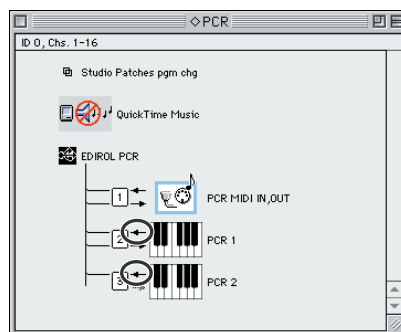 ◇PCR
ID 0, Chs. 1-16
Studio Patches pgm chg
QuickTime Music
EDIROL PCR
1 PCR MIDI IN,OUT
2 PCR 1
3 PCR 2